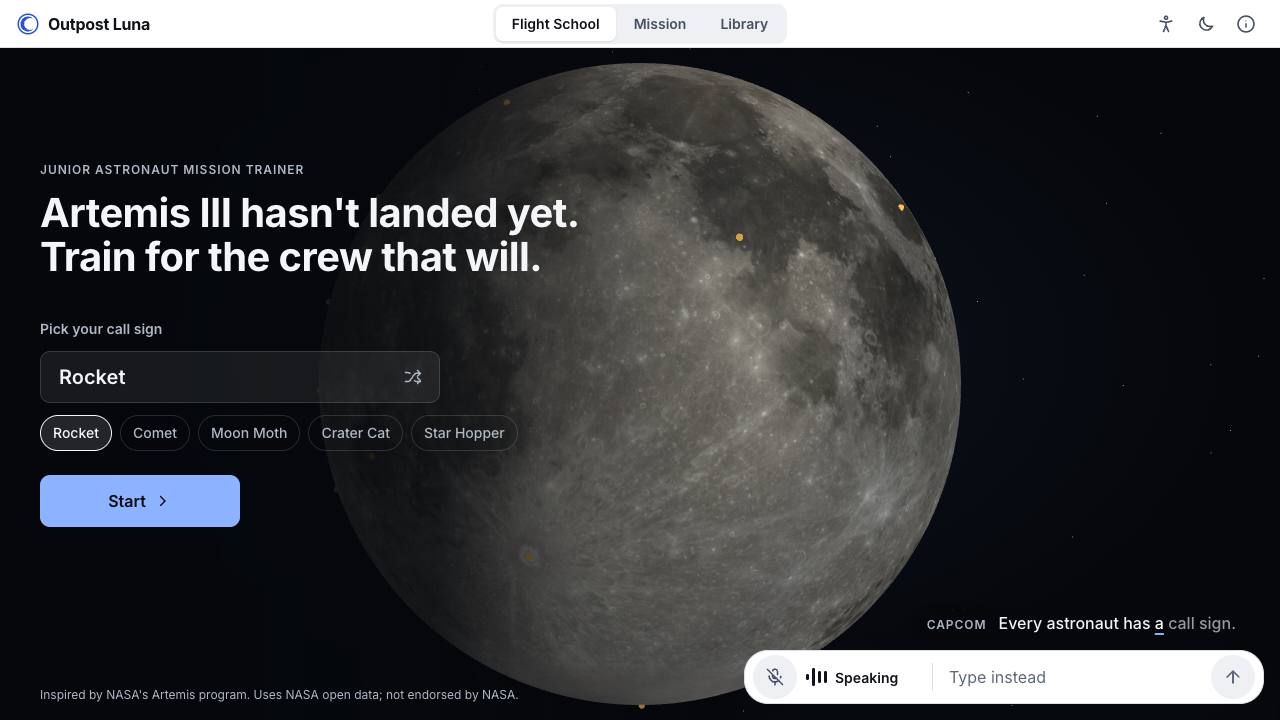 Outpost Luna
Flight School
Mission
Library
JUNIOR ASTRONAUT MISSION TRAINER
Artemis III hasn't landed yet.
Train for the crew that will.
Pick your call sign
Rocket
Rocket
Comet
Moon Moth
Crater Cat
Star Hopper
Start
CAPCOM Every astronaut has a call sign.
Speaking
Type instead
Inspired by NASA's Artemis program. Uses NASA open data; not endorsed by NASA.